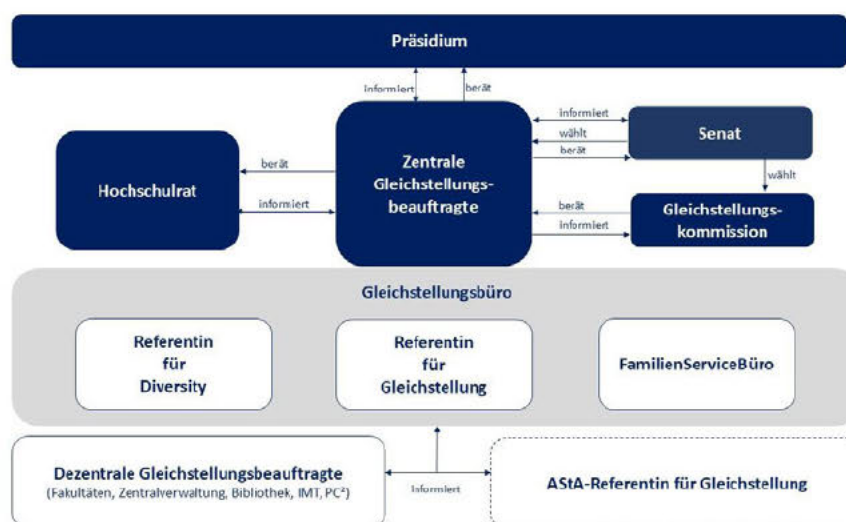 Präsidium
informiert
berät
Hochschulrat
berät
informiert
Zentrale
Gleichstellungs-
beauftragte
informiert
wählt
berät
Senat
wählt
berät
informiert
Gleichstellungs-
kommission
Gleichstellungsbüro
Referentin
für
Diversity
Referentin
für
Gleichstellung
FamilienServiceBüro
Dezentrale Gleichstellungsbeauftragte
(Fakultäten, Zentralverwaltung, Bibliothek, IMT, PC²)
Informiert
AStA-Referentin für Gleichstellung